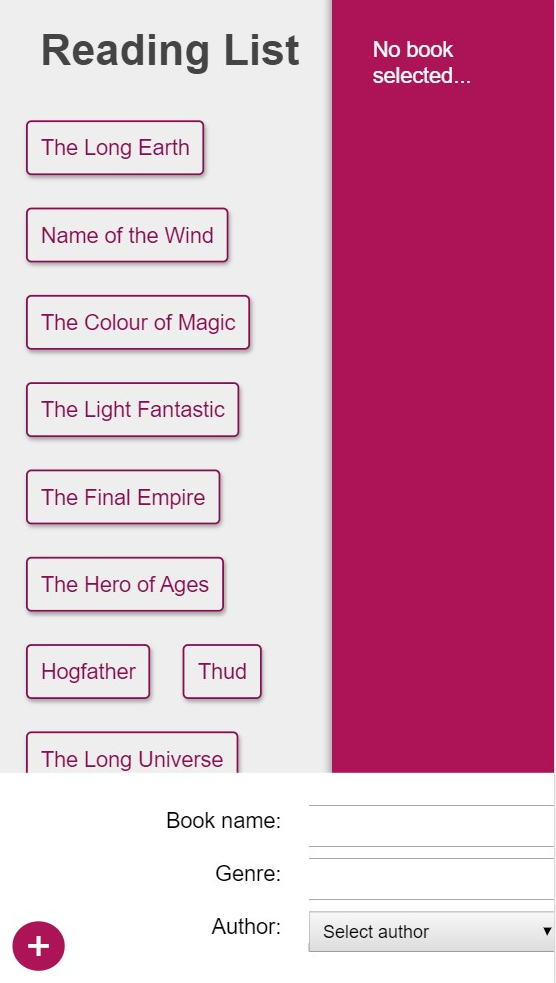 Reading List
No book
selected...
The Long Earth
Name of the Wind
The Colour of Magic
The Light Fantastic
The Final Empire
The Hero of Ages
Hogfather
Thud
The Long Universe
Book name:
Genre:
Author:
Select author
+